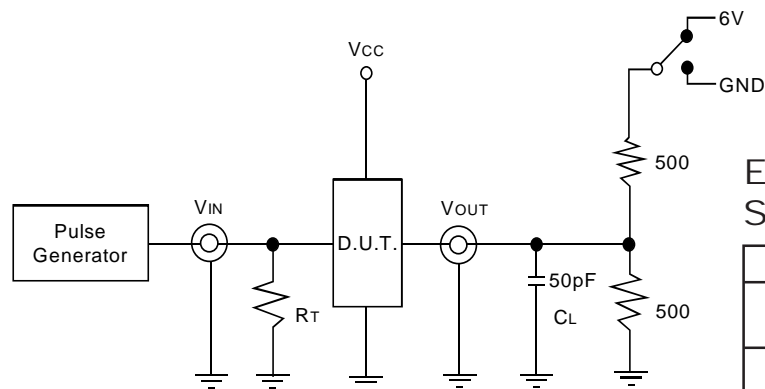 6V
VCC
GND
500
E
S
VIN
VOUT
Pulse
Generator
D.U.T.
50pF
RT
CL
500